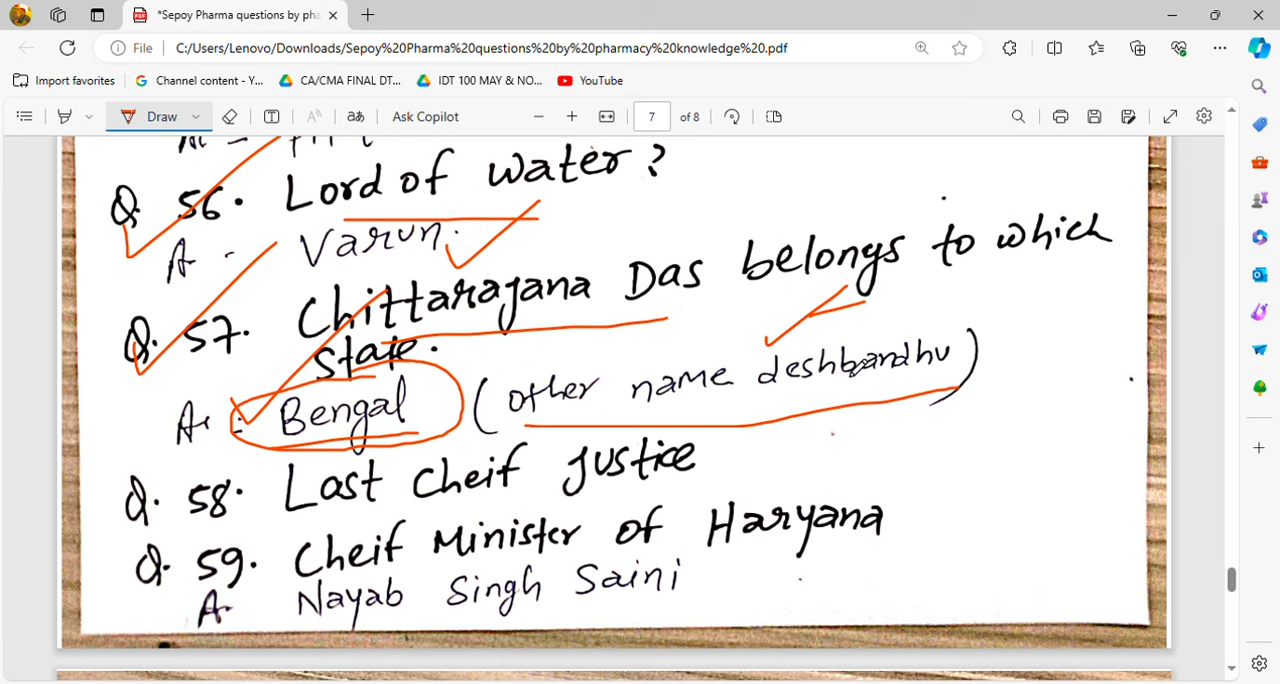 *Sepoy Pharma questions by pha
File C:/Users/Lenovo/Downloads/Sepoy%20Pharma%20questions%20by%20pharmacy%20knowledge%20.pdf
Import favorites Channel content - Y... CA/CMA FINAL DT... IDT 100 MAY & NO... YouTube
Draw aあ Ask Copilot 7 of 8
Q. 56. Lord of water?
A - Varun.
Q. 57. Chittarajana Das belongs to which
State.
A: Bengal (other name deshbandhu)
Q. 58. Last Cheif Justice
Q. 59. Cheif Minister of Haryana
A. Nayab Singh Saini